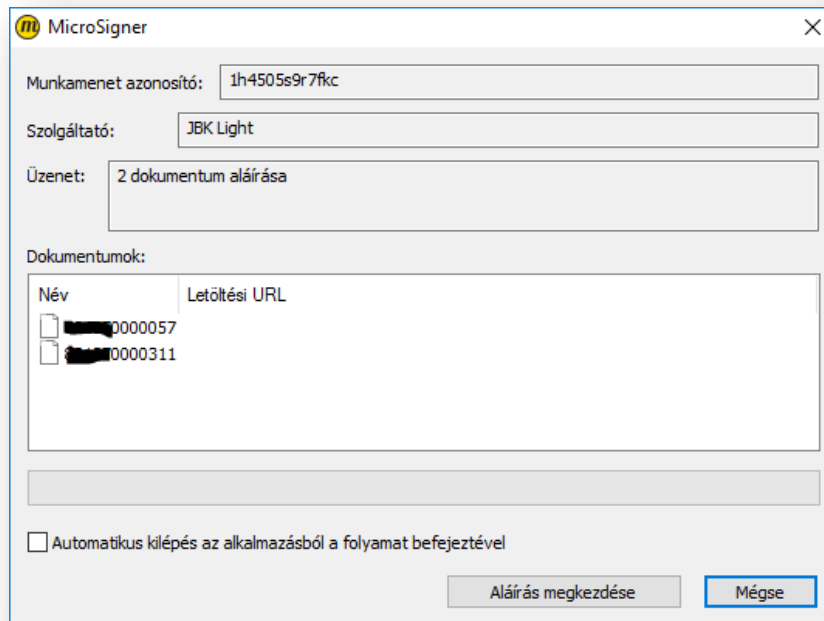 MicroSigner
Munkamenet azonosító: 1h4505s9r7fkc
Szolgáltató: JBK Light
Üzenet: 2 dokumentum aláírása
Dokumentumok:
Név Letöltési URL
0000057
0000311
Automatikus kilépés az alkalmazásból a folyamat befejeztével
Aláírás megkezdése Mégse